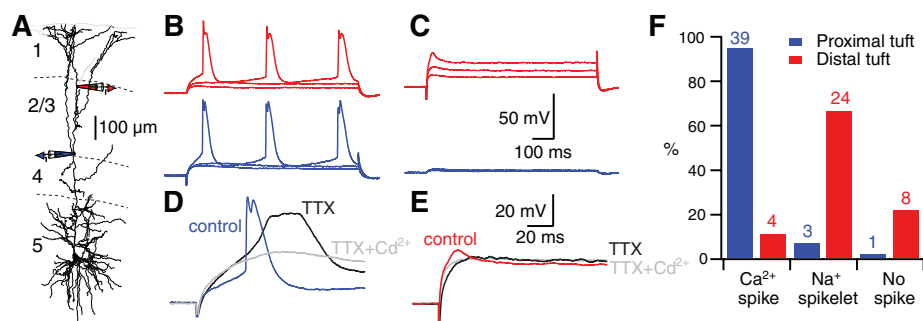 A
1
2/3
100 µm
4
5
B
C
50 mV
100 ms
D
control
TTX
TTX+Cd²⁺
E
20 mV
20 ms
control
TTX
TTX+Cd²⁺
F
100
80
60
%
40
20
0
Proximal tuft
Distal tuft
39
4
3
24
1
8
Ca²⁺ spike
Na⁺ spikelet
No spike